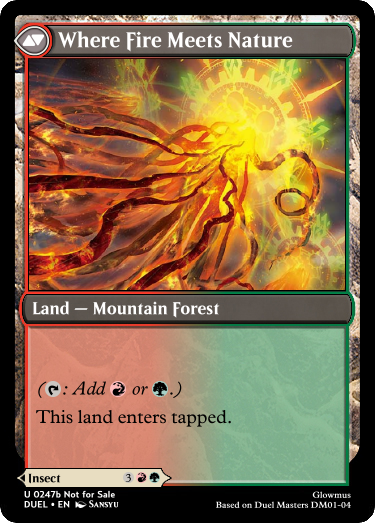 Where Fire Meets Nature
Land — Mountain Forest
(: Add or .)
This land enters tapped.
Insect 3
U 0247b Not for Sale Glowmus
DUEL • EN Sansyu Based on Duel Masters DM01-04